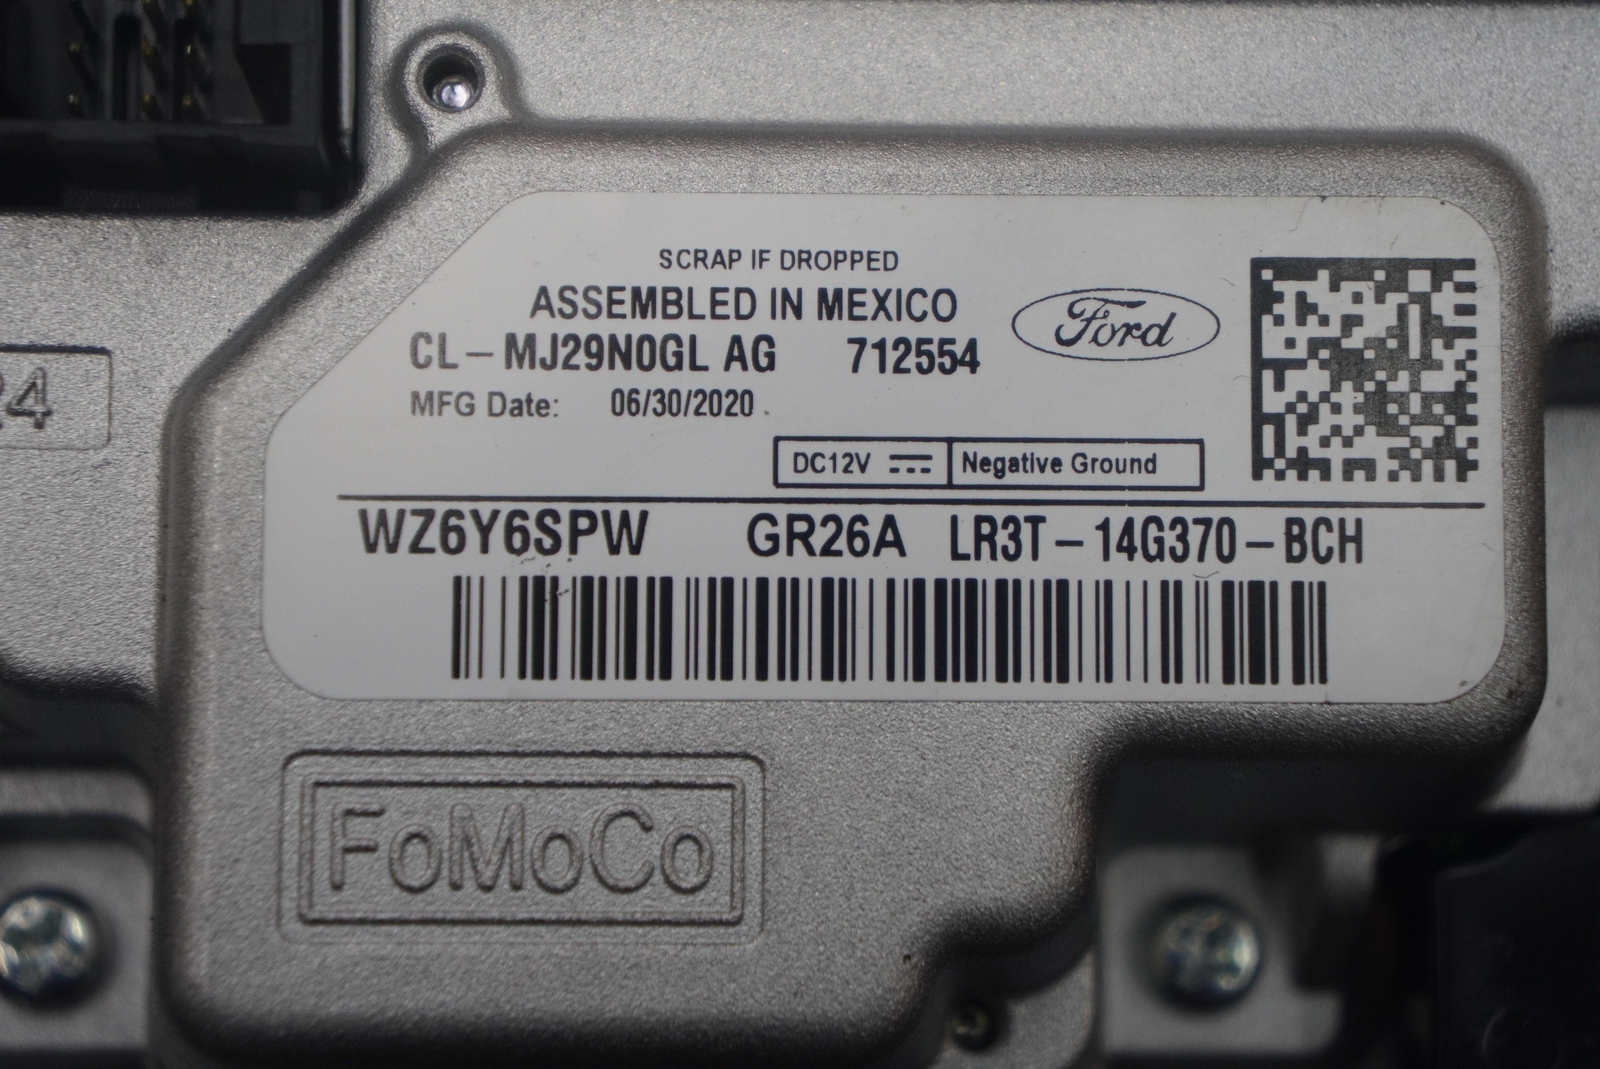 SCRAP IF DROPPED
ASSEMBLED IN MEXICO
CL-MJ29N0GL AG 712554
Ford
MFG Date: 06/30/2020
DC12V Negative Ground
WZ6Y6SPW GR26A LR3T-14G370-BCH
24
FoMoCo